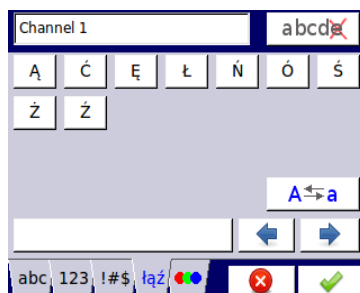 Channel 1 abcde
Ą Ć Ę Ł Ń Ó Ś
Ż Ź
A a
abc 123 !#$ łąź